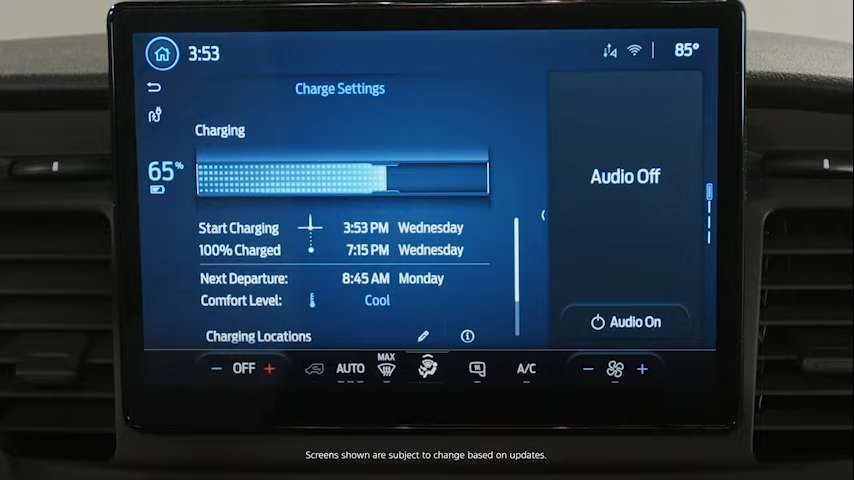 3:53
85°
Charge Settings
Charging
65%
Audio Off
Start Charging 3:53 PM Wednesday
100% Charged 7:15 PM Wednesday
Next Departure: 8:45 AM Monday
Comfort Level: Cool
Audio On
Charging Locations
− OFF + AUTO MAX A/C − +
Screens shown are subject to change based on updates.